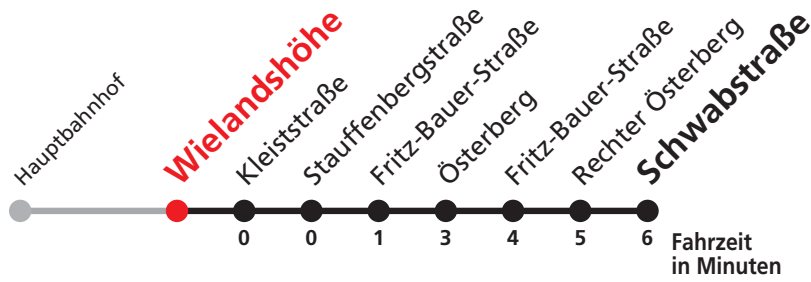 Hauptbahnhof
Wielandshöhe
Kleiststraße
Stauffenbergstraße
Fritz-Bauer-Straße
Österberg
Fritz-Bauer-Straße
Rechter Österberg
Schwabstraße
0 0 1 3 4 5 6
Fahrzeit
in Minuten